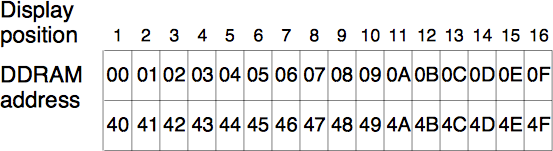 Display
position 1 2 3 4 5 6 7 8 9 10 11 12 13 14 15 16
DDRAM 00 01 02 03 04 05 06 07 08 09 0A 0B 0C 0D 0E 0F
address
40 41 42 43 44 45 46 47 48 49 4A 4B 4C 4D 4E 4F